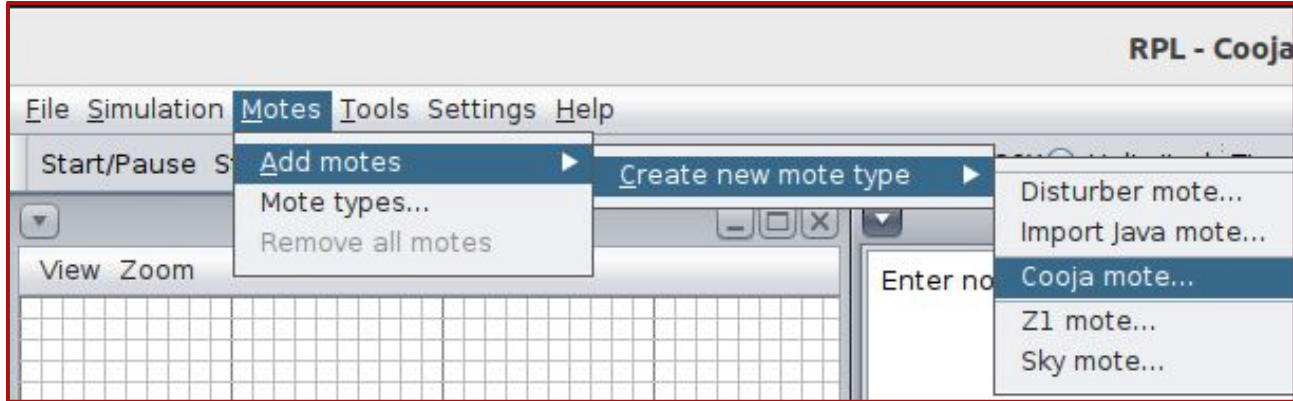 RPL - Cooja
File Simulation Motes Tools Settings Help
Start/Pause
Add motes
Create new mote type
Mote types...
Remove all motes
Disturber mote...
Import Java mote...
Cooja mote...
Z1 mote...
Sky mote...
View Zoom
Enter no